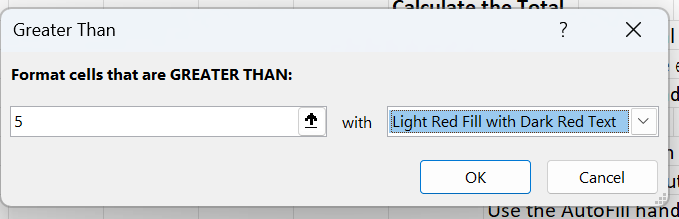 Calculate the Total
Greater Than
Format cells that are GREATER THAN:
5 with Light Red Fill with Dark Red Text
OK Cancel
Use the AutoFill hand